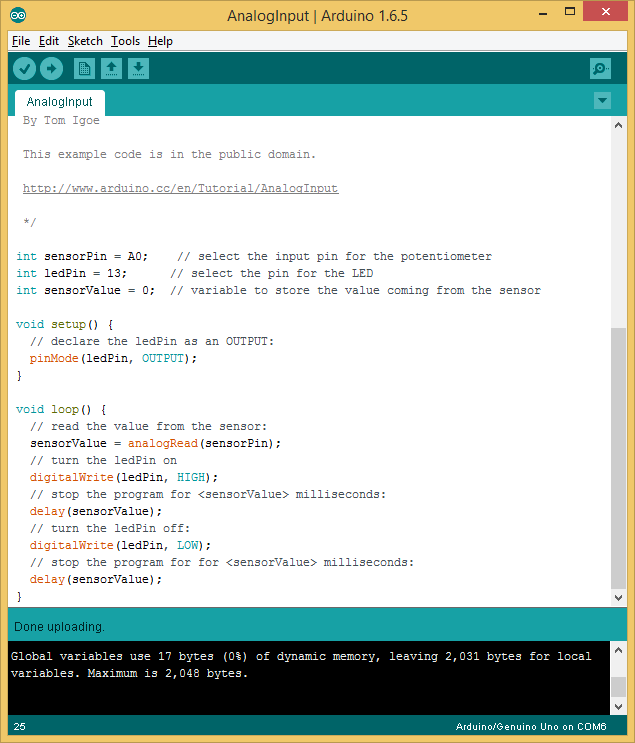 AnalogInput | Arduino 1.6.5
File Edit Sketch Tools Help
AnalogInput
By Tom Igoe
This example code is in the public domain.
http://www.arduino.cc/en/Tutorial/AnalogInput
*/
int sensorPin = A0;    // select the input pin for the potentiometer
int ledPin = 13;      // select the pin for the LED
int sensorValue = 0;  // variable to store the value coming from the sensor
void setup() {
  // declare the ledPin as an OUTPUT:
  pinMode(ledPin, OUTPUT);
}
void loop() {
  // read the value from the sensor:
  sensorValue = analogRead(sensorPin);
  // turn the ledPin on
  digitalWrite(ledPin, HIGH);
  // stop the program for <sensorValue> milliseconds:
  delay(sensorValue);
  // turn the ledPin off:
  digitalWrite(ledPin, LOW);
  // stop the program for for <sensorValue> milliseconds:
  delay(sensorValue);
}
Done uploading.
Global variables use 17 bytes (0%) of dynamic memory, leaving 2,031 bytes for local
variables. Maximum is 2,048 bytes.
25 Arduino/Genuino Uno on COM6